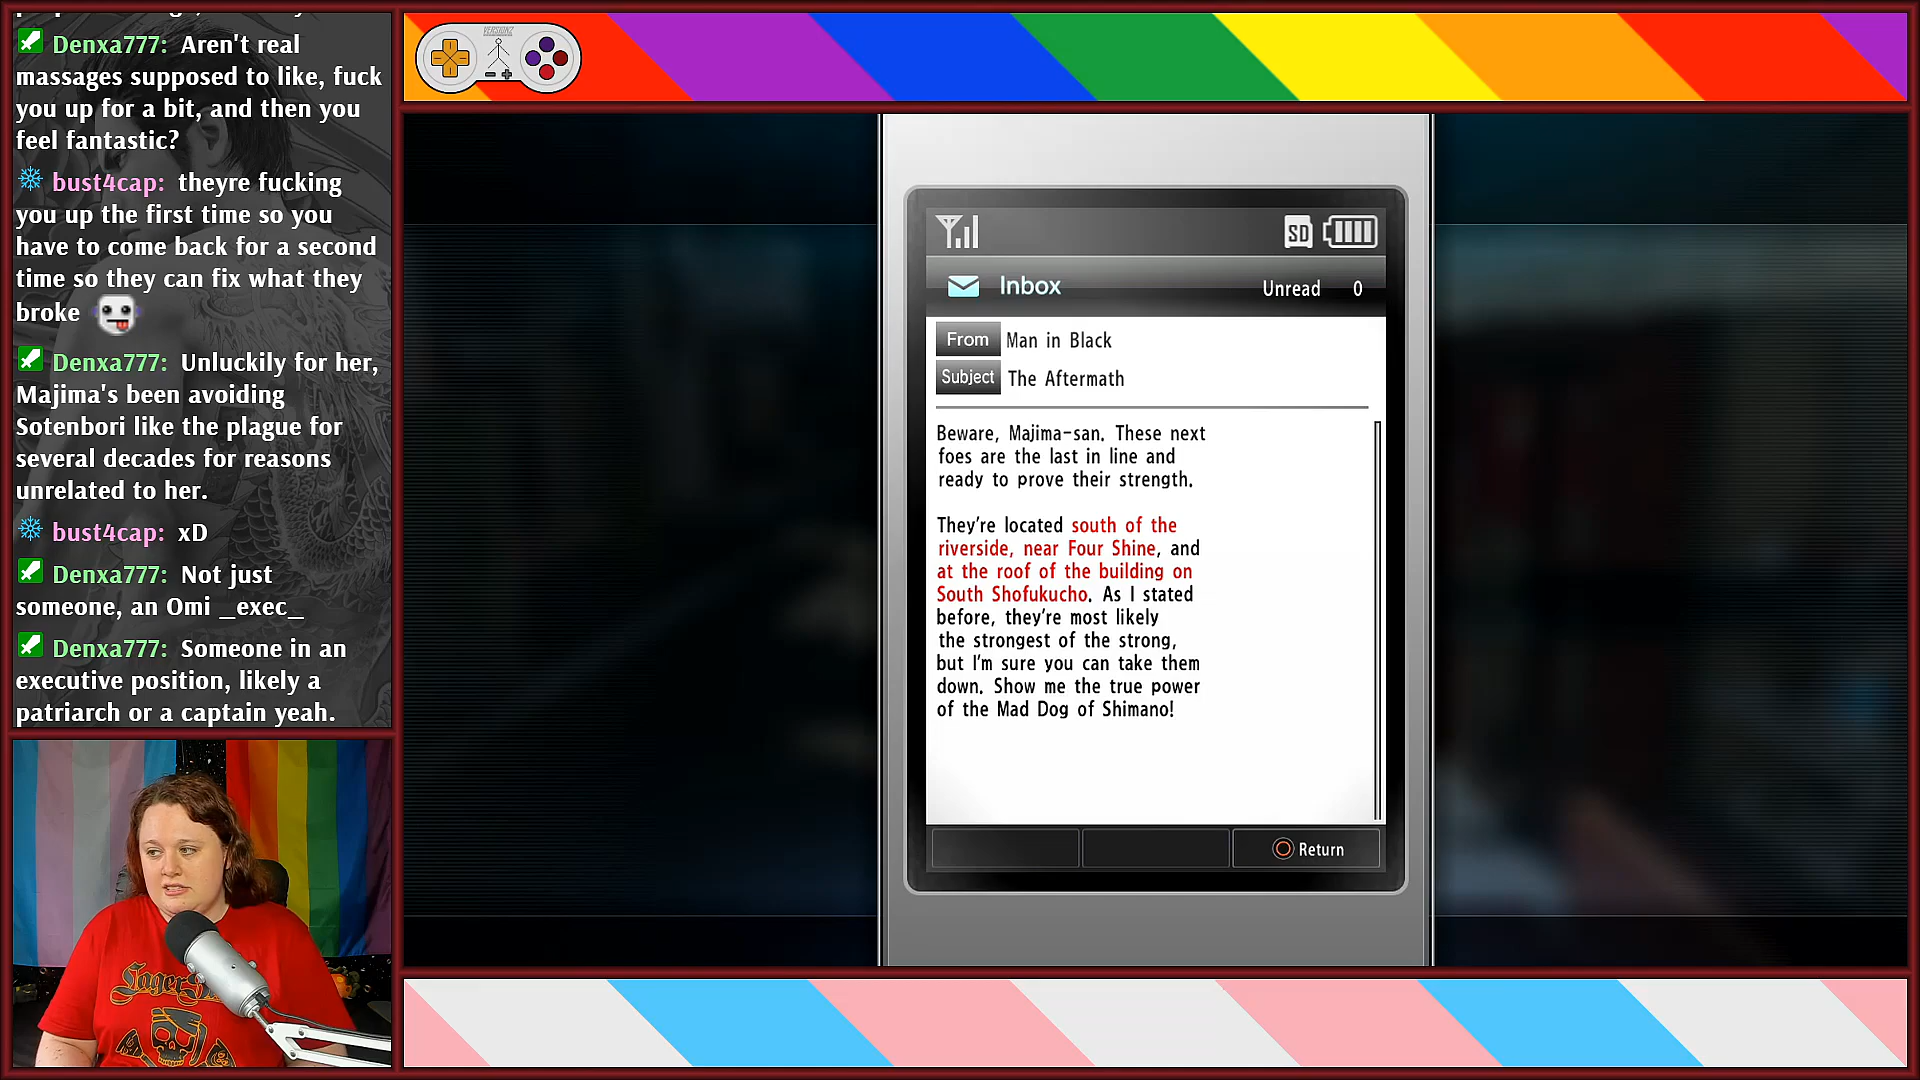 Denxa777: Aren't real
massages supposed to like, fuck
you up for a bit, and then you
feel fantastic?
bust4cap: theyre fucking
you up the first time so you
have to come back for a second
time so they can fix what they
broke
Denxa777: Unluckily for her,
Majima's been avoiding
Sotenbori like the plague for
several decades for reasons
unrelated to her.
bust4cap: xD
Denxa777: Not just
someone, an Omi _exec_
Denxa777: Someone in an
executive position, likely a
patriarch or a captain yeah.
VERSIONZ
SD
Inbox
Unread 0
From Man in Black
Subject The Aftermath
Beware, Majima-san. These next
foes are the last in line and
ready to prove their strength.
They're located south of the
riverside, near Four Shine, and
at the roof of the building on
South Shofukucho. As I stated
before, they're most likely
the strongest of the strong,
but I'm sure you can take them
down. Show me the true power
of the Mad Dog of Shimano!
Return